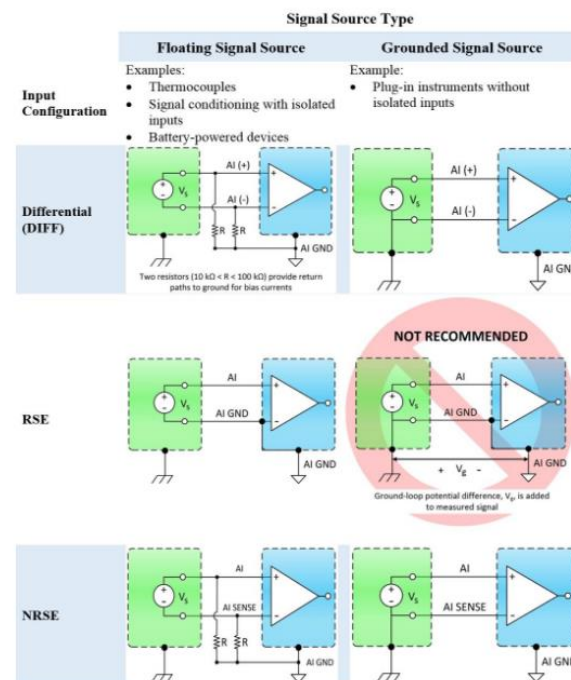 Signal Source Type
Floating Signal Source
Grounded Signal Source
Input
Configuration
Examples:
• Thermocouples
• Signal conditioning with isolated
inputs
• Battery-powered devices
Example:
• Plug-in instruments without
isolated inputs
Differential
(DIFF)
AI (+)
+
+
−
Vs
AI (-)
−
R
R
AI GND
Two resistors (10 kΩ < R < 100 kΩ) provide return
paths to ground for bias currents
AI (+)
+
+
−
Vs
AI (-)
−
AI GN
RSE
AI
+
+
−
Vs
AI GND
−
AI GND
NOT RECOMMENDED
AI
+
+
−
Vs
AI GND
−
AI GND
+ Vg -
Ground-loop potential difference, Vg, is added
to measured signal
NRSE
AI
+
+
−
Vs
AI SENSE
−
R
R
AI GND
AI
+
+
−
Vs
AI SENSE
−
AI GND